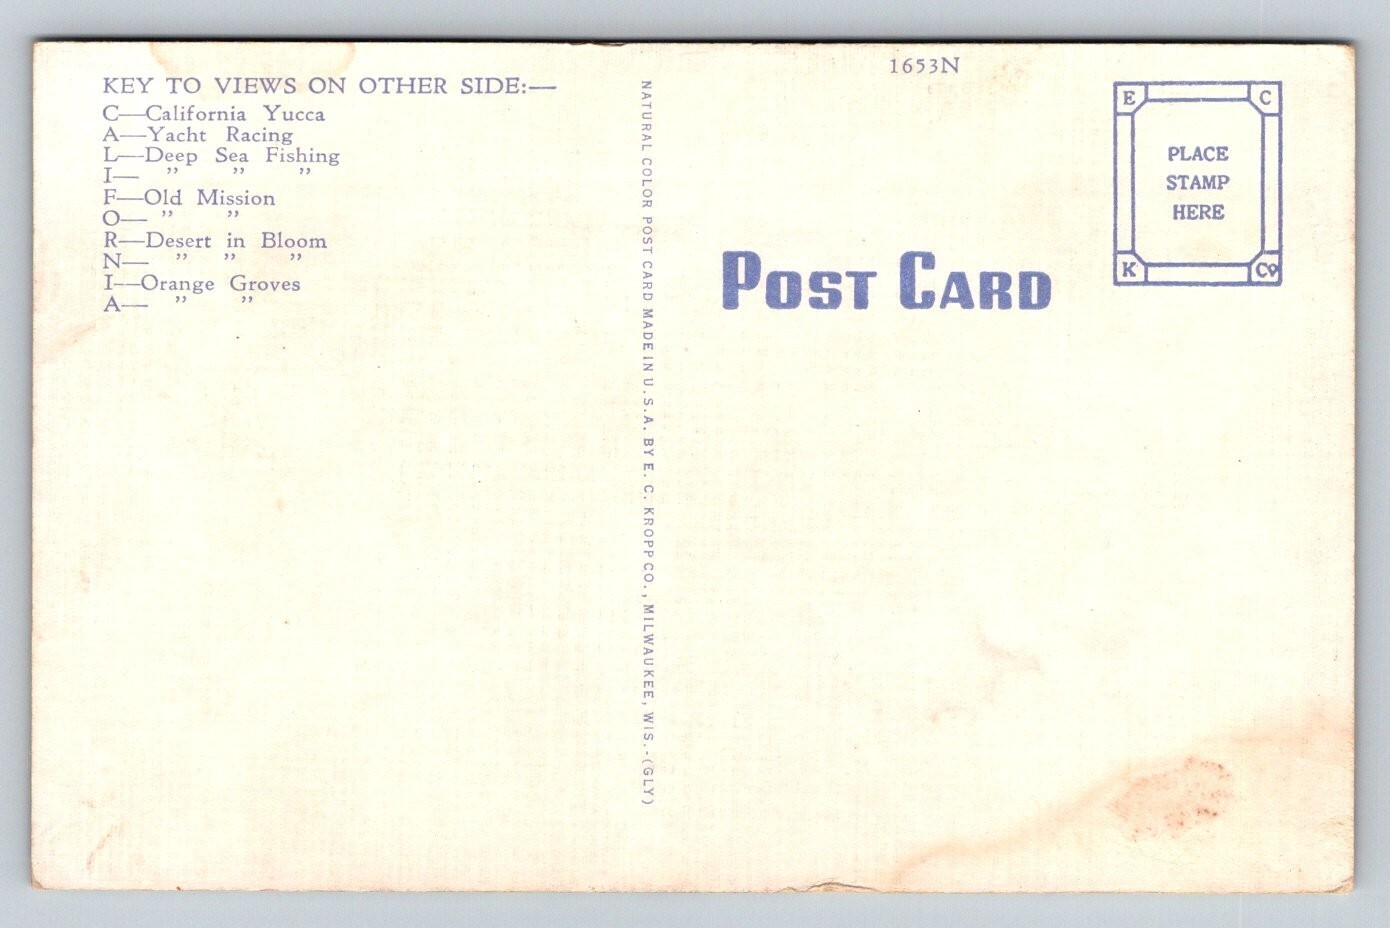 KEY TO VIEWS ON OTHER SIDE:—
C—California Yucca
A—Yacht Racing
L—Deep Sea Fishing
I— " " "
F—Old Mission
O— " "
R—Desert in Bloom
N— " " "
I—Orange Groves
A— " "
NATURAL COLOR POST CARD MADE IN U.S.A. BY E. C. KROPP CO., MILWAUKEE, WIS.-(GLY)
1653N
E C
PLACE
STAMP
HERE
K Co
POST CARD